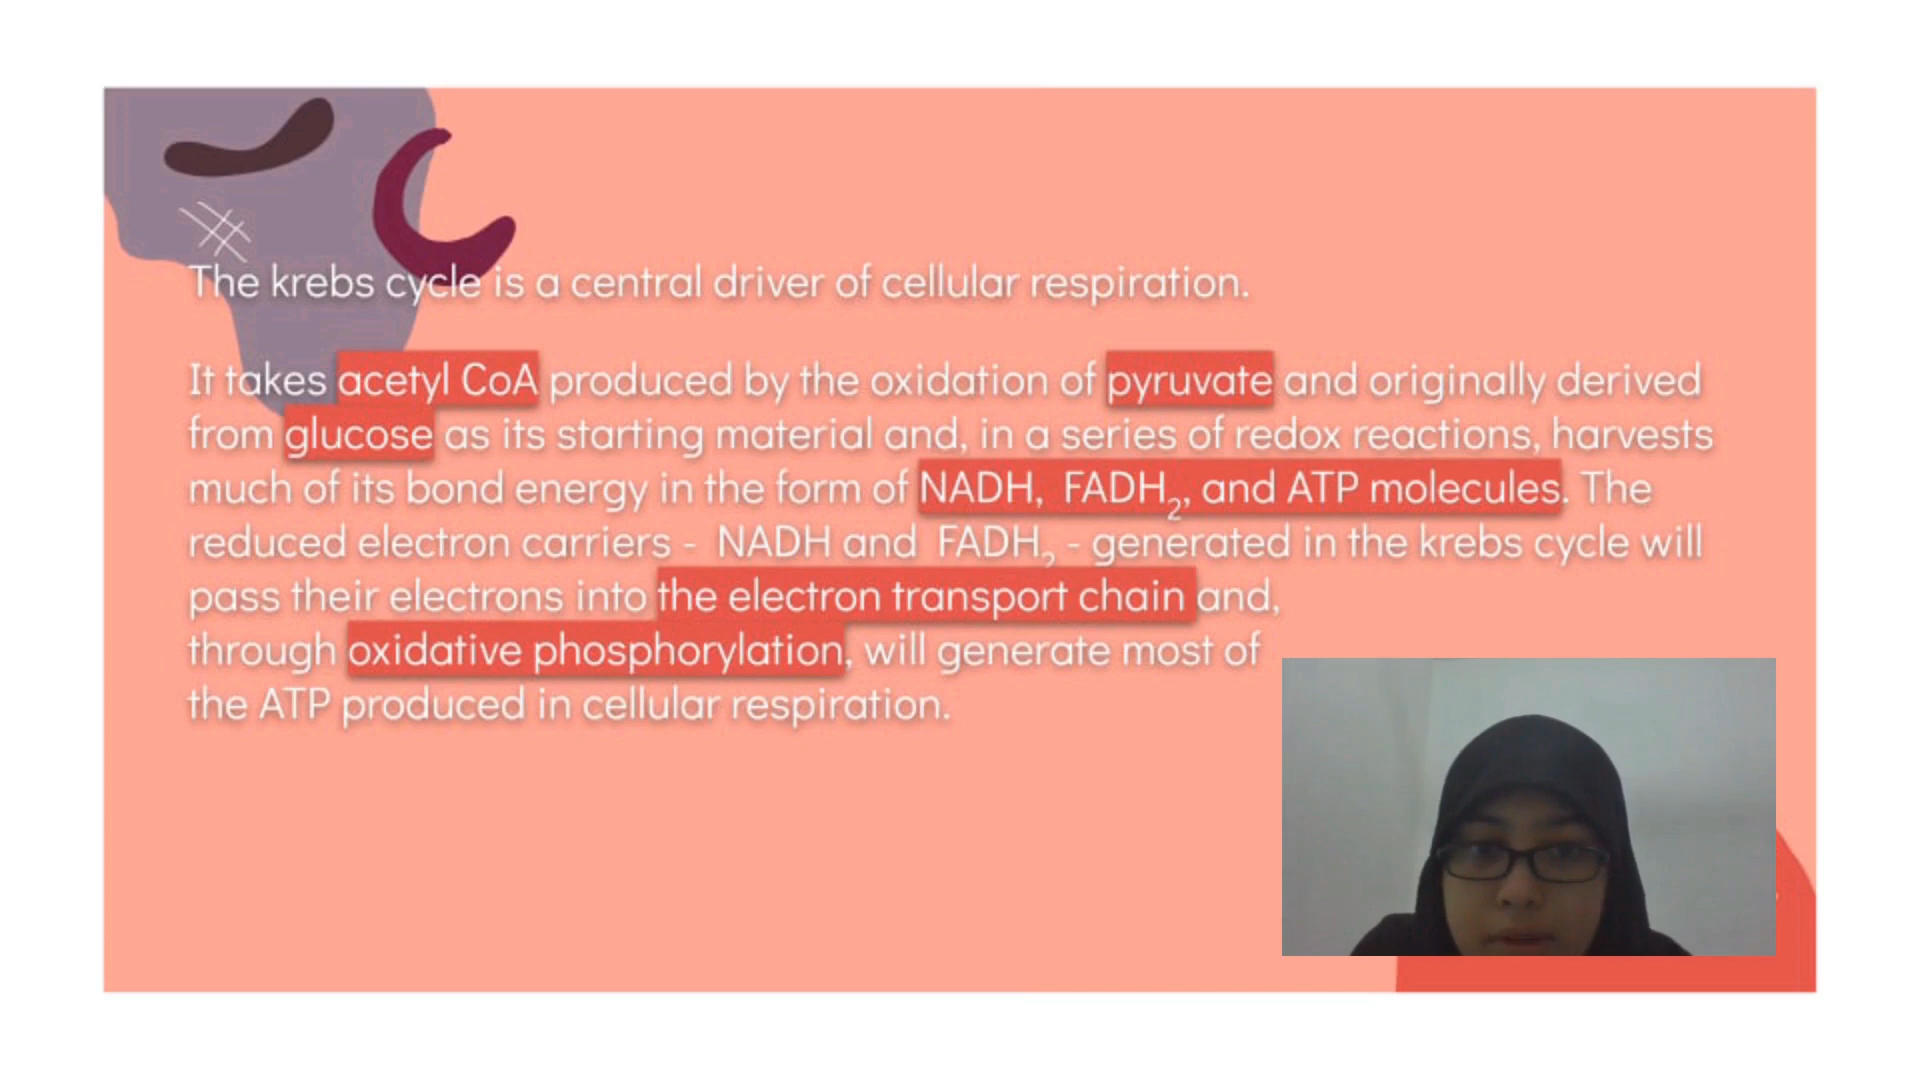 The krebs cycle is a central driver of cellular respiration.
It takes acetyl CoA produced by the oxidation of pyruvate and originally derived
from glucose as its starting material and, in a series of redox reactions, harvests
much of its bond energy in the form of NADH, FADH₂, and ATP molecules. The
reduced electron carriers - NADH and FADH₂ - generated in the krebs cycle will
pass their electrons into the electron transport chain and,
through oxidative phosphorylation, will generate most of
the ATP produced in cellular respiration.